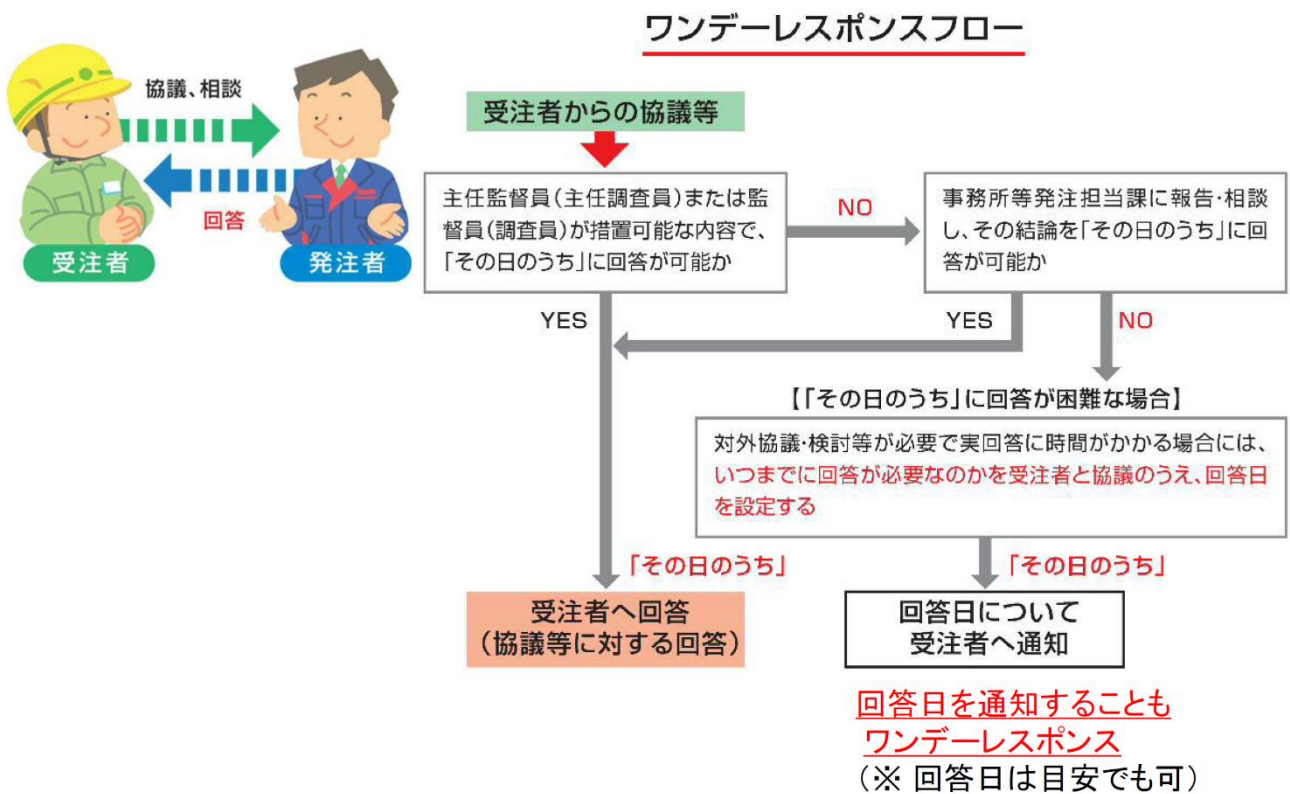 ワンデーレスポンスフロー
協議、相談
回答
受注者
発注者
受注者からの協議等
主任監督員(主任調査員)または監
督員(調査員)が措置可能な内容で、
「その日のうち」に回答が可能か
NO
事務所等発注担当課に報告・相談
し、その結論を「その日のうち」に回
答が可能か
YES
YES
NO
【「その日のうち」に回答が困難な場合】
対外協議・検討等が必要で実回答に時間がかかる場合には、
いつまでに回答が必要なのかを受注者と協議のうえ、回答日
を設定する
「その日のうち」
「その日のうち」
受注者へ回答
(協議等に対する回答)
回答日について
受注者へ通知
回答日を通知することも
ワンデーレスポンス
(※ 回答日は目安でも可)